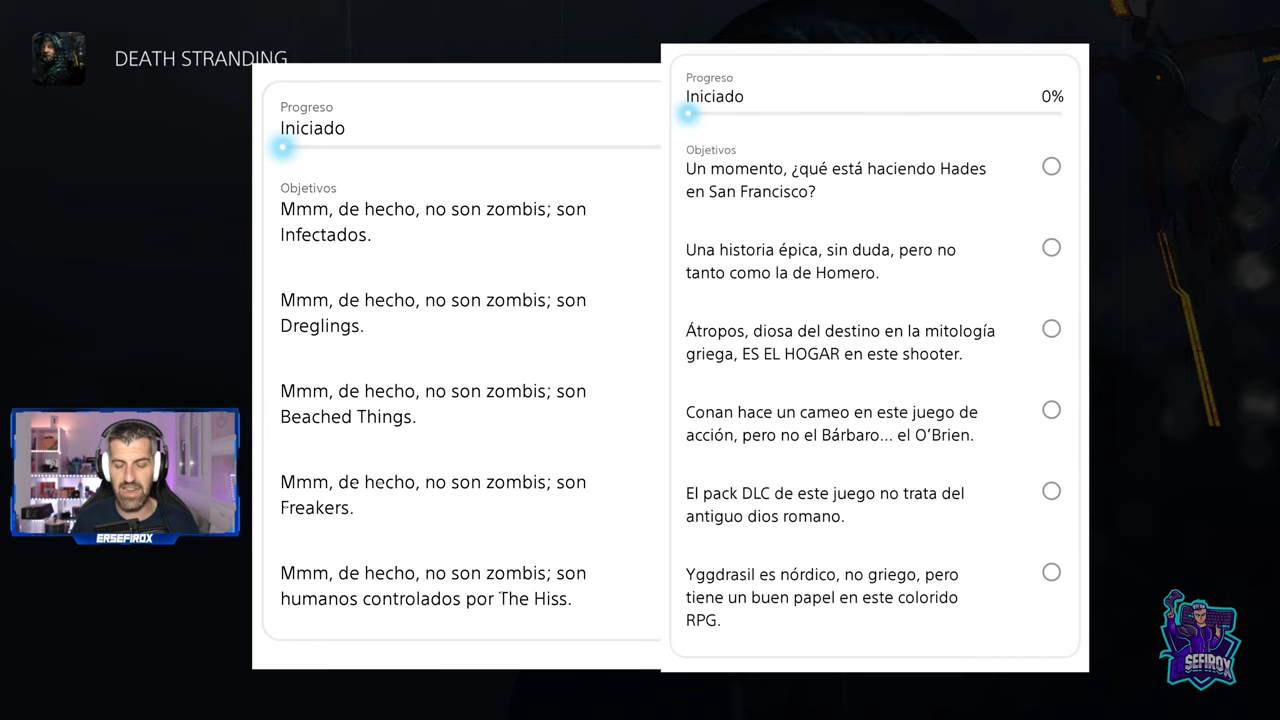 DEATH STRANDING
Progreso
Iniciado
Objetivos
Mmm, de hecho, no son zombis; son
Infectados.
Mmm, de hecho, no son zombis; son
Dreglings.
Mmm, de hecho, no son zombis; son
Beached Things.
Mmm, de hecho, no son zombis; son
Freakers.
Mmm, de hecho, no son zombis; son
humanos controlados por The Hiss.
Progreso
Iniciado 0%
Objetivos
Un momento, ¿qué está haciendo Hades
en San Francisco?
Una historia épica, sin duda, pero no
tanto como la de Homero.
Átropos, diosa del destino en la mitología
griega, ES EL HOGAR en este shooter.
Conan hace un cameo en este juego de
acción, pero no el Bárbaro... el O’Brien.
El pack DLC de este juego no trata del
antiguo dios romano.
Yggdrasil es nórdico, no griego, pero
tiene un buen papel en este colorido
RPG.
ERSEFIROX
SEFIROX